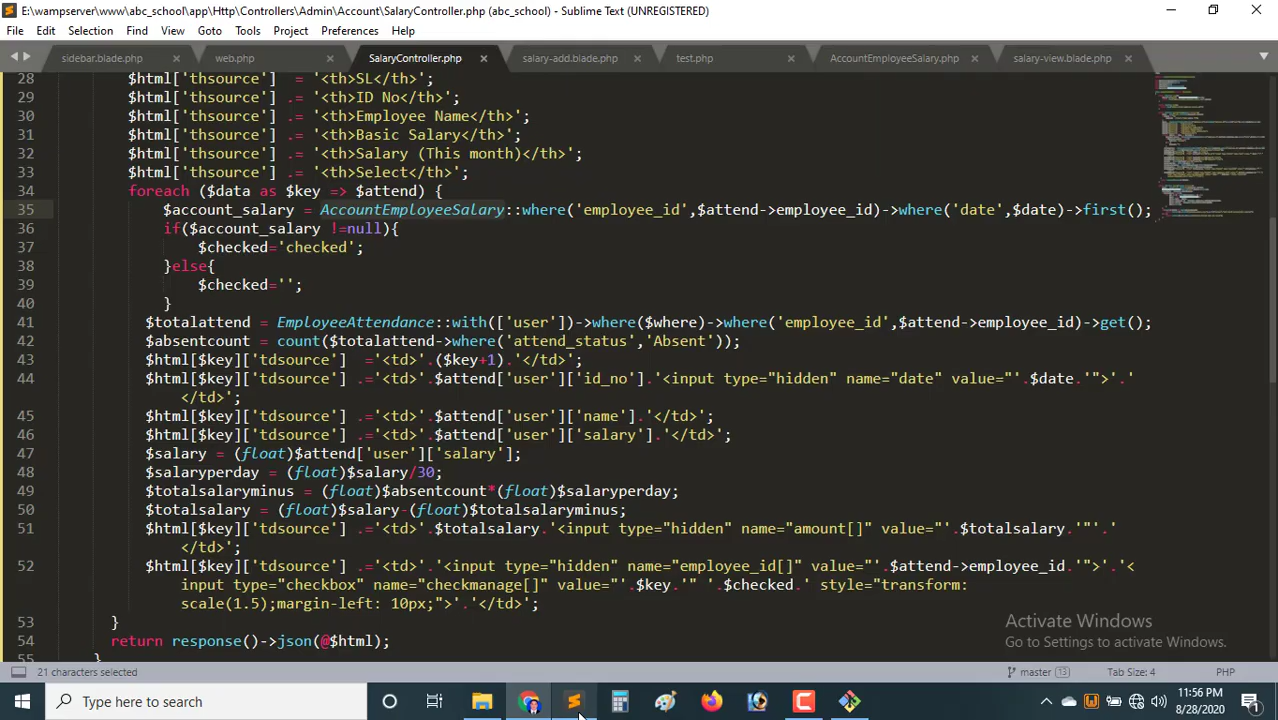 E:\wampserver\www\abc_school\app\Http\Controllers\Admin\Account\SalaryController.php (abc_school) - Sublime Text (UNREGISTERED)
File Edit Selection Find View Goto Tools Project Preferences Help
sidebar.blade.php web.php SalaryController.php salary-add.blade.php test.php AccountEmployeeSalary.php salary-view.blade.php
28 $html['thsource'] = '<th>SL</th>';
29 $html['thsource'] .= '<th>ID No</th>';
30 $html['thsource'] .= '<th>Employee Name</th>';
31 $html['thsource'] .= '<th>Basic Salary</th>';
32 $html['thsource'] .= '<th>Salary (This month)</th>';
33 $html['thsource'] .= '<th>Select</th>';
34 foreach ($data as $key => $attend) {
35 $account_salary = AccountEmployeeSalary::where('employee_id',$attend->employee_id)->where('date',$date)->first();
36 if($account_salary !=null){
37 $checked='checked';
38 }else{
39 $checked='';
40 }
41 $totalattend = EmployeeAttendance::with(['user'])->where($where)->where('employee_id',$attend->employee_id)->get();
42 $absentcount = count($totalattend->where('attend_status','Absent'));
43 $html[$key]['tdsource'] ='<td>'.($key+1).'</td>';
44 $html[$key]['tdsource'] .='<td>'.$attend['user']['id_no'].'<input type="hidden" name="date" value="'.$date.'">'.'
</td>';
45 $html[$key]['tdsource'] .='<td>'.$attend['user']['name'].'</td>';
46 $html[$key]['tdsource'] .='<td>'.$attend['user']['salary'].'</td>';
47 $salary = (float)$attend['user']['salary'];
48 $salaryperday = (float)$salary/30;
49 $totalsalaryminus = (float)$absentcount*(float)$salaryperday;
50 $totalsalary = (float)$salary-(float)$totalsalaryminus;
51 $html[$key]['tdsource'] .='<td>'.$totalsalary.'<input type="hidden" name="amount[]" value="'.$totalsalary.'"'.'
</td>';
52 $html[$key]['tdsource'] .='<td>'.'<input type="hidden" name="employee_id[]" value="'.$attend->employee_id.'">'.'<
input type="checkbox" name="checkmanage[]" value="'.$key.'" '.$checked.' style="transform:
scale(1.5);margin-left: 10px;">'.'</td>';
53 }
54 return response()->json(@$html);
55 }
Activate Windows
Go to Settings to activate Windows.
21 characters selected master 13 Tab Size: 4 PHP
Type here to search
11:56 PM
8/28/2020
1